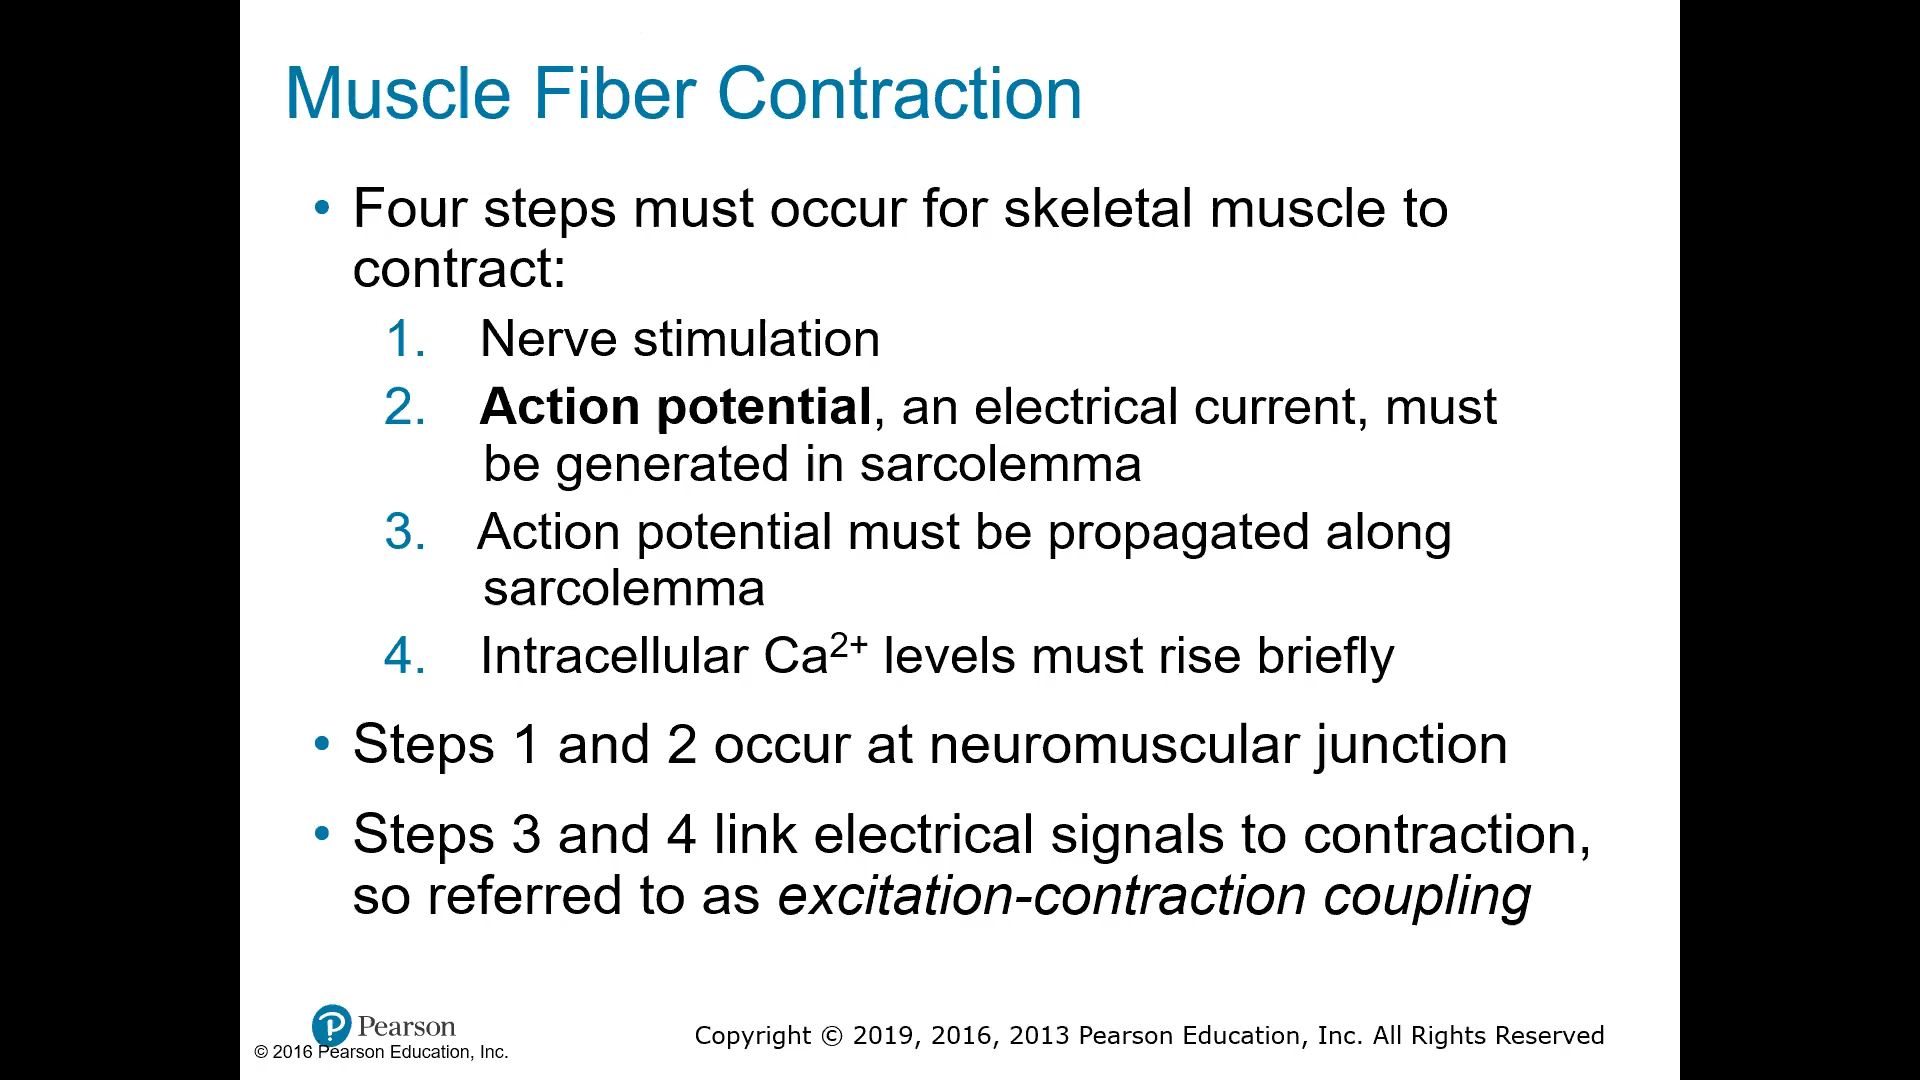 Muscle Fiber Contraction
• Four steps must occur for skeletal muscle to
contract:
1. Nerve stimulation
2. Action potential, an electrical current, must
be generated in sarcolemma
3. Action potential must be propagated along
sarcolemma
4. Intracellular Ca²⁺ levels must rise briefly
• Steps 1 and 2 occur at neuromuscular junction
• Steps 3 and 4 link electrical signals to contraction,
so referred to as excitation-contraction coupling
Pearson
© 2016 Pearson Education, Inc.
Copyright © 2019, 2016, 2013 Pearson Education, Inc. All Rights Reserved